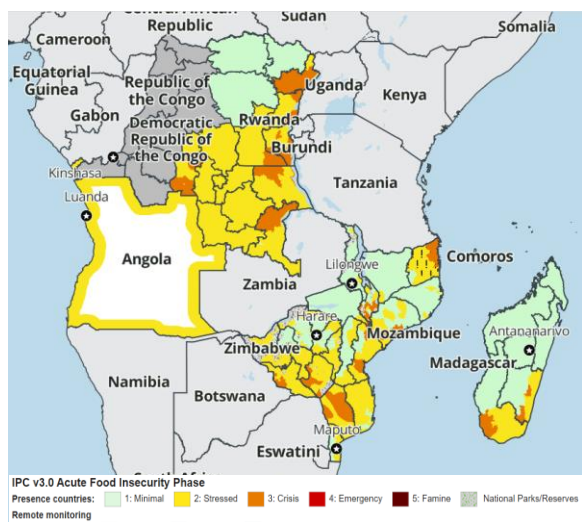 Central African
Republic
Sudan
Somalia
Cameroon
Equatorial
Guinea
Republic of
the Congo
Uganda
Kenya
Gabon
Rwanda
Democratic
Republic of
the Congo
Burundi
Kinshasa
Luanda
Tanzania
Angola
Lilongwe
Comoros
Zambia
Harare
Mozambique
Antananarivo
Zimbabwe
Madagascar
Namibia
Botswana
Maputo
Eswatini
IPC v3.0 Acute Food Insecurity Phase
Presence countries: 1: Minimal 2: Stressed 3: Crisis 4: Emergency 5: Famine National Parks/Reserves
Remote monitoring